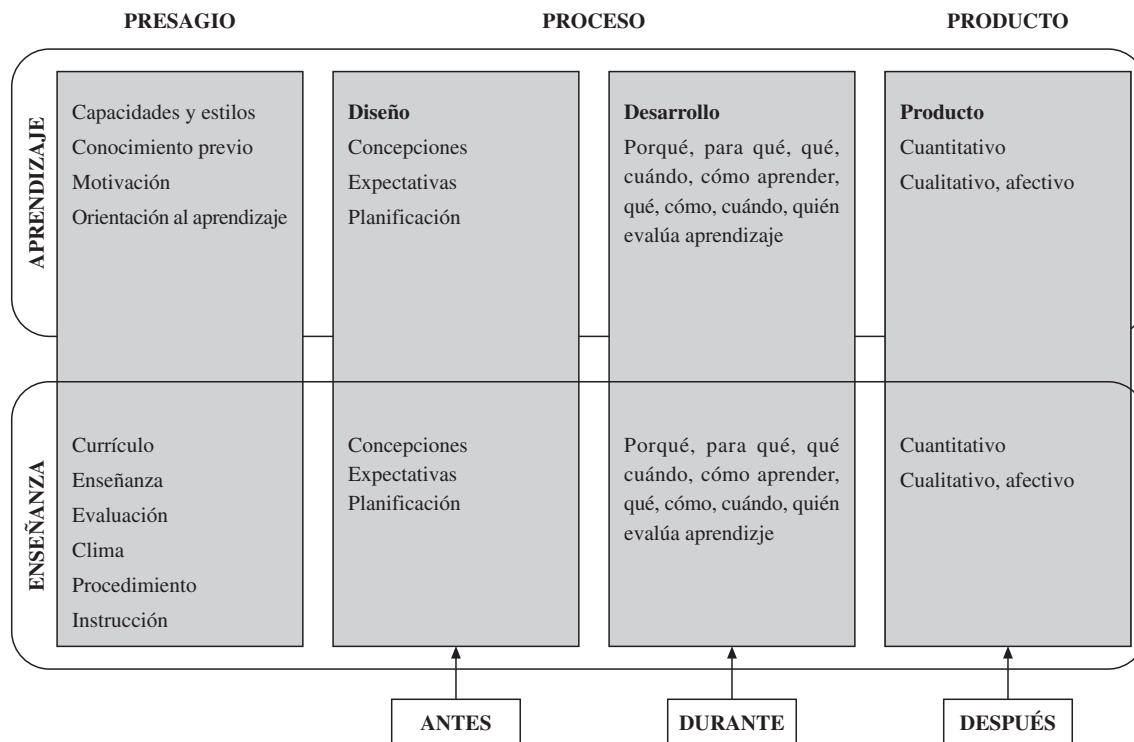 PRESAGIO
PROCESO
PRODUCTO
APRENDIZAJE
Capacidades y estilos
Conocimiento previo
Motivación
Orientación al aprendizaje
Diseño
Concepciones
Expectativas
Planificación
Desarrollo
Porqué, para qué, qué,
cuándo, cómo aprender,
qué, cómo, cuándo, quién
evalúa aprendizaje
Producto
Cuantitativo
Cualitativo, afectivo
ENSEÑANZA
Currículo
Enseñanza
Evaluación
Clima
Procedimiento
Instrucción
Concepciones
Expectativas
Planificación
Porqué, para qué, qué
cuándo, cómo aprender,
qué, cómo, cuándo, quién
evalúa aprendizje
Cuantitativo
Cualitativo, afectivo
ANTES
DURANTE
DESPUÉS